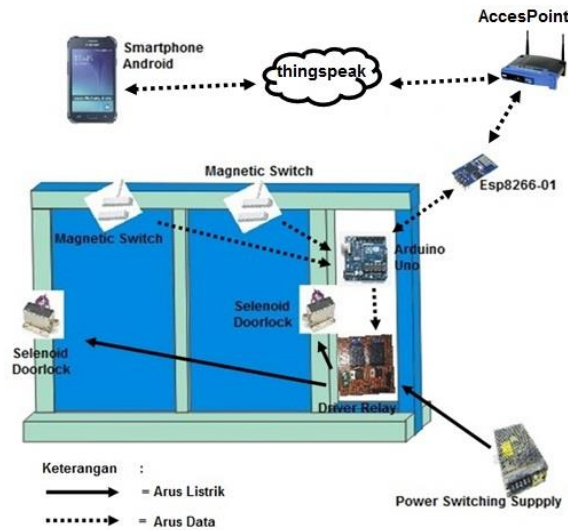 AccesPoint
Smartphone
Android
thingspeak
Esp8266-01
Magnetic Switch
Magnetic Switch
Arduino
Uno
Selenoid
Doorlock
Selenoid
Doorlock
Driver Relay
Power Switching Suppply
Keterangan :
= Arus Listrik
= Arus Data